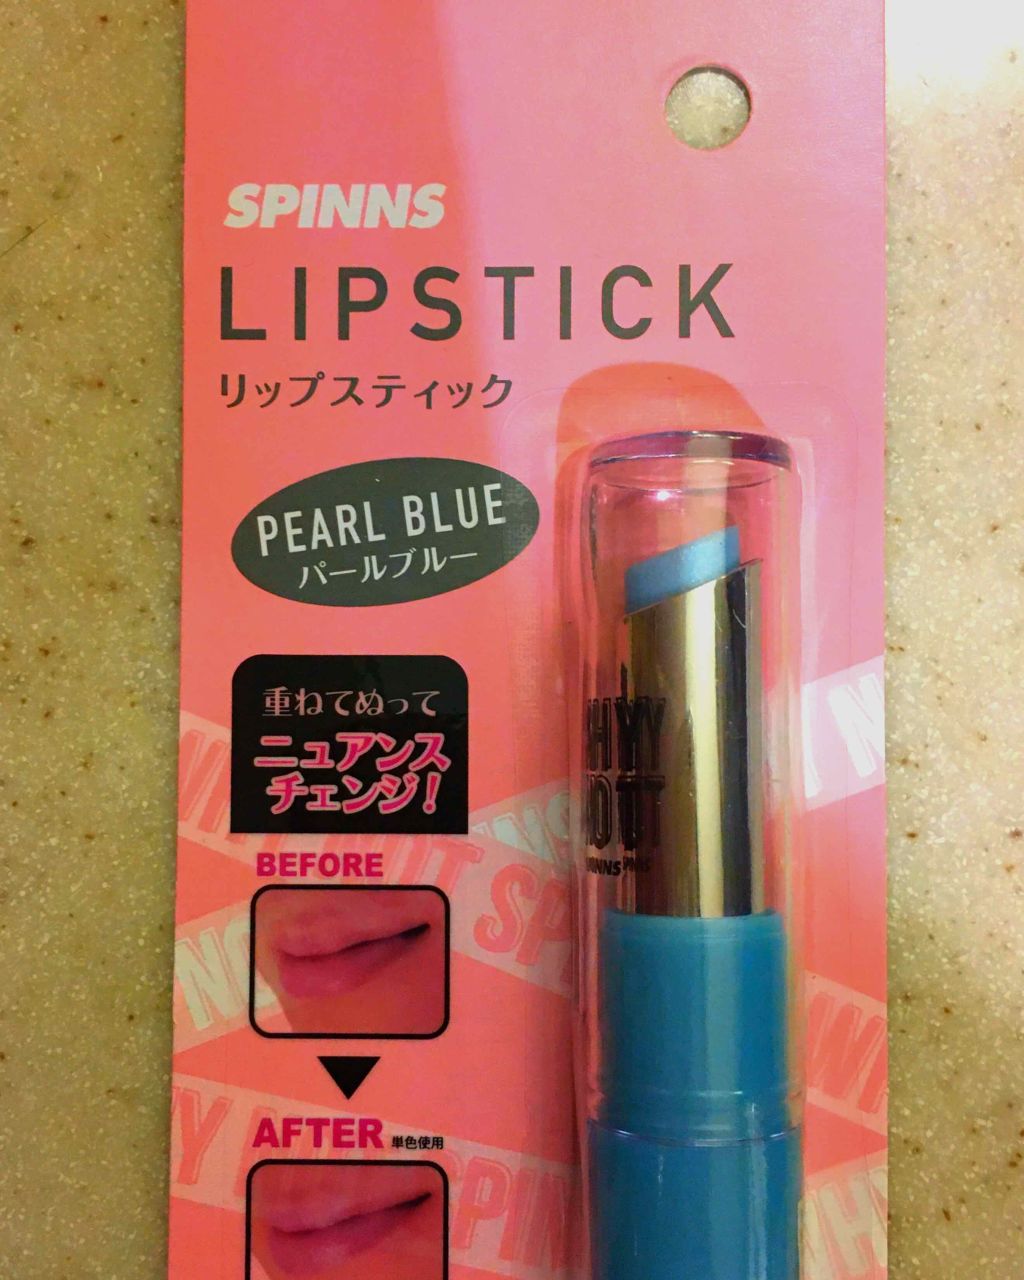 SPINNS
LIPSTICK
リップスティック
PEARL BLUE
パールブルー
重ねてぬって
ニュアンス
チェンジ!
BEFORE
AFTER 単色使用